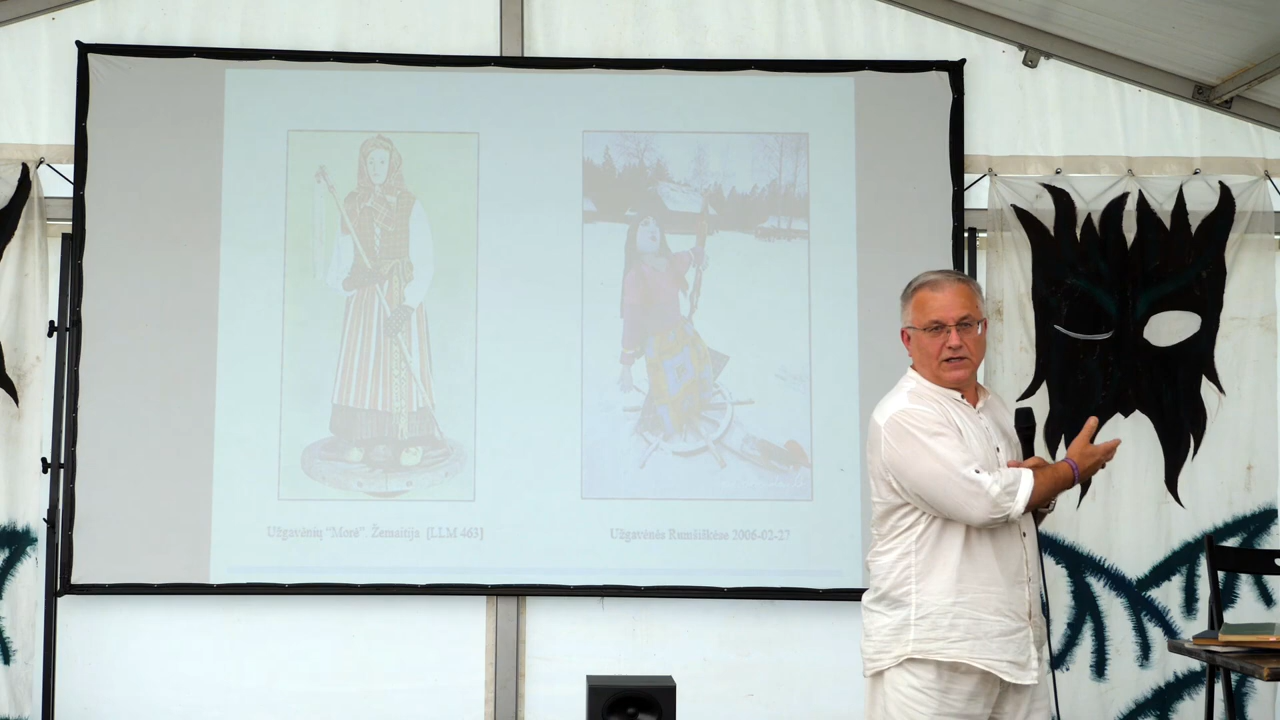 Užgavėnių “Morė”. Žemaitija [LLM 463]
Užgavėnės Rumšiškėse 2006-02-27